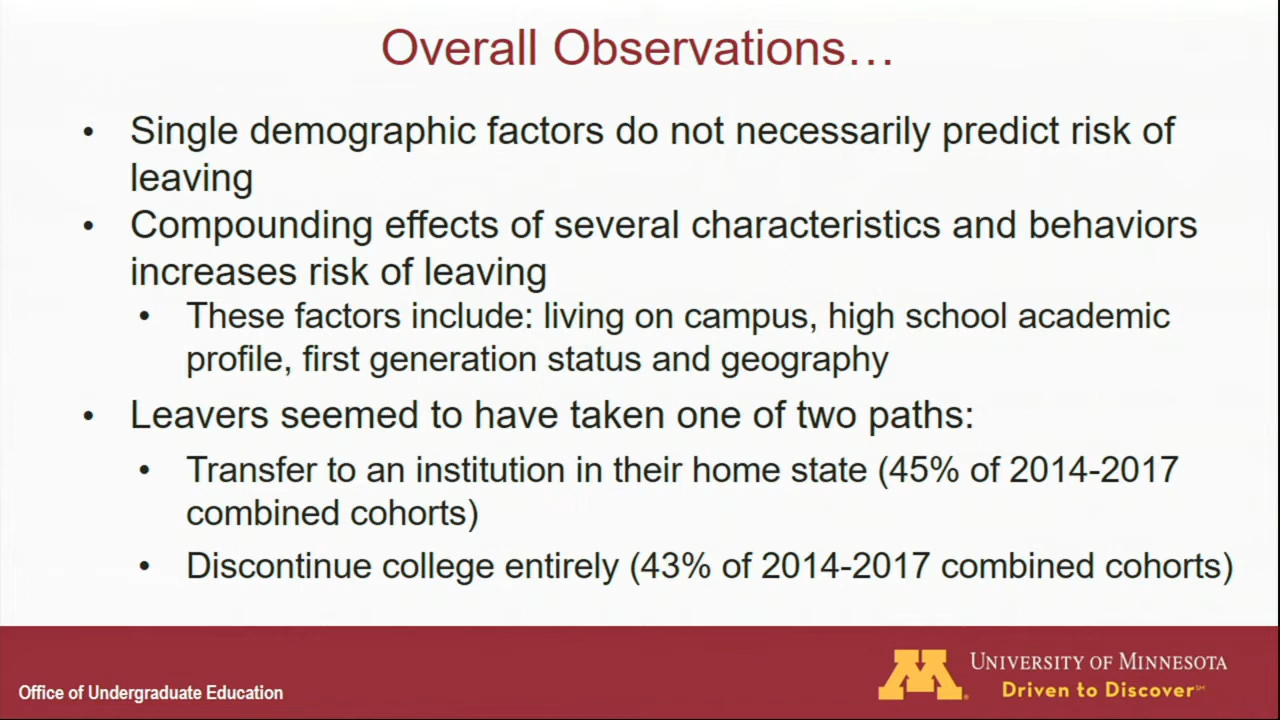 Overall Observations…
• Single demographic factors do not necessarily predict risk of
leaving
• Compounding effects of several characteristics and behaviors
increases risk of leaving
• These factors include: living on campus, high school academic
profile, first generation status and geography
• Leavers seemed to have taken one of two paths:
• Transfer to an institution in their home state (45% of 2014-2017
combined cohorts)
• Discontinue college entirely (43% of 2014-2017 combined cohorts)
Office of Undergraduate Education
M
UNIVERSITY OF MINNESOTA
Driven to Discover℠